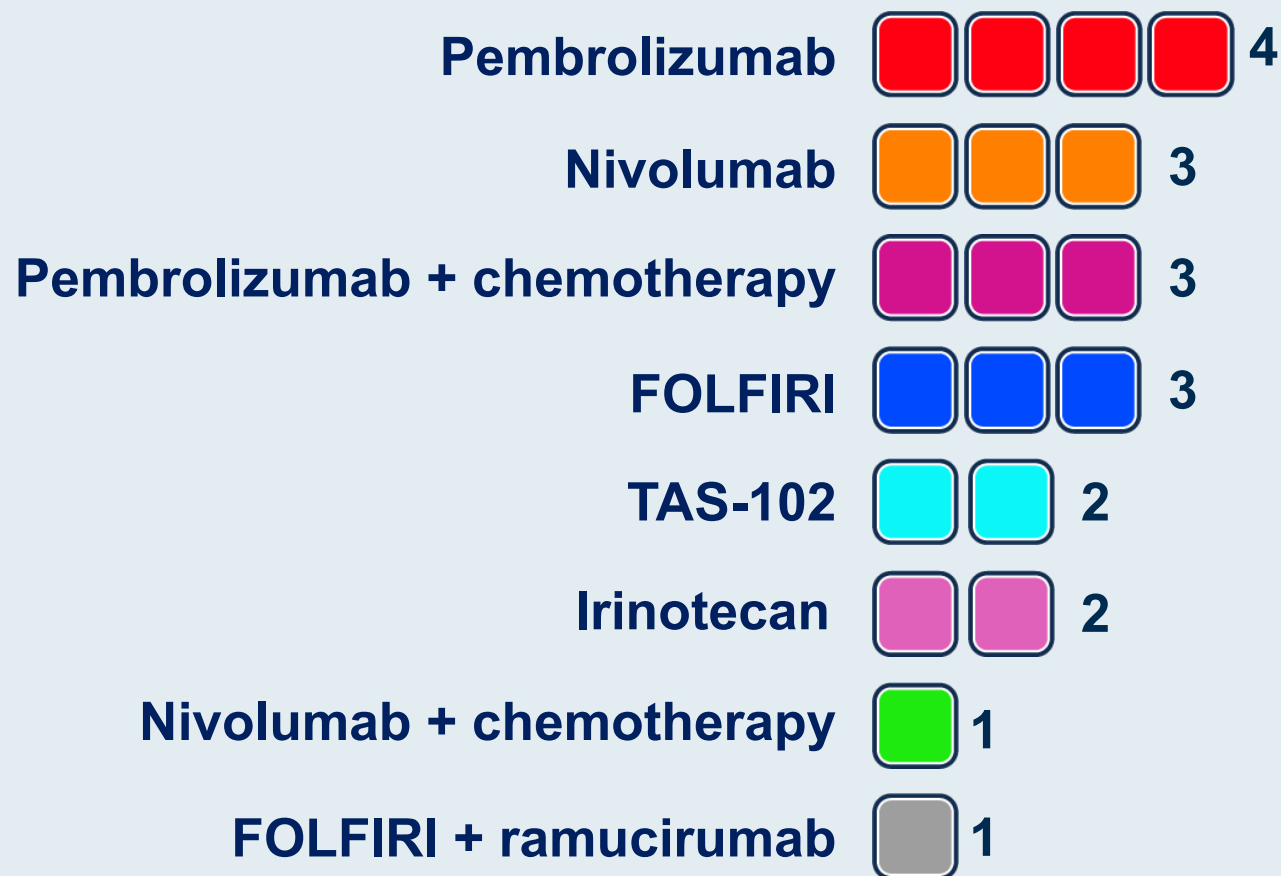 Pembrolizumab 4
Nivolumab 3
Pembrolizumab + chemotherapy 3
FOLFIRI 3
TAS-102 2
Irinotecan 2
Nivolumab + chemotherapy 1
FOLFIRI + ramucirumab 1